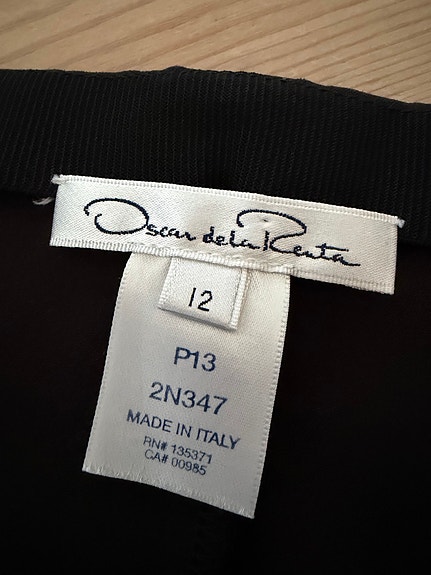 Oscar de la Renta
12
P13
2N347
MADE IN ITALY
RN# 135371
CA# 00985